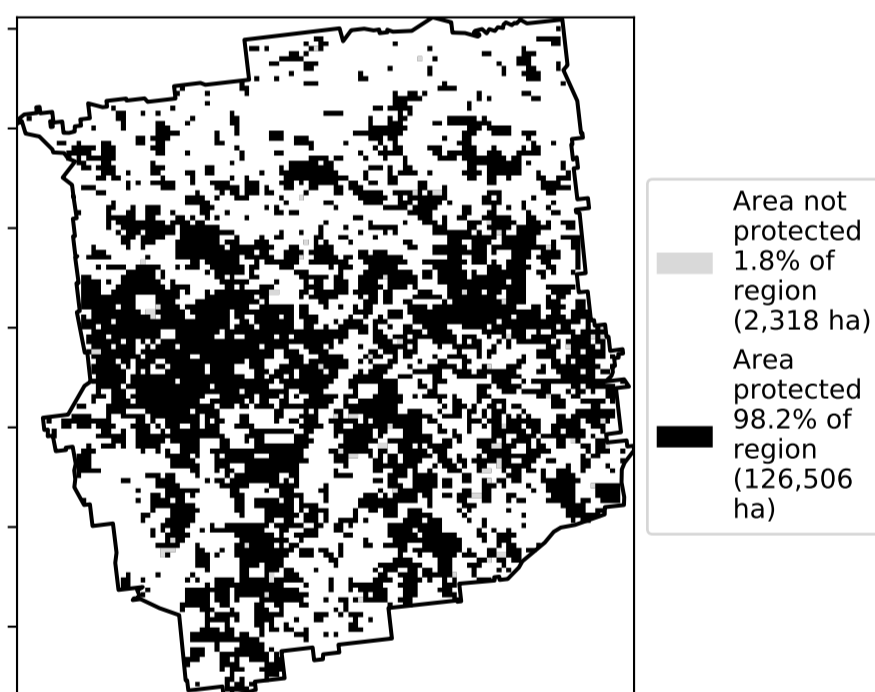 Area not
protected
1.8% of
region
(2,318 ha)
Area
protected
98.2% of
region
(126,506
ha)